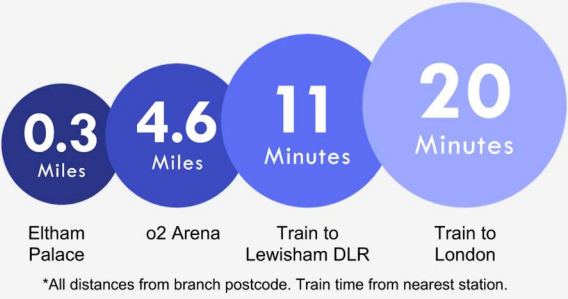 0.3
Miles
4.6
Miles
11
Minutes
20
Minutes
Eltham
Palace
o2 Arena
Train to
Lewisham DLR
Train to
London
*All distances from branch postcode. Train time from nearest station.